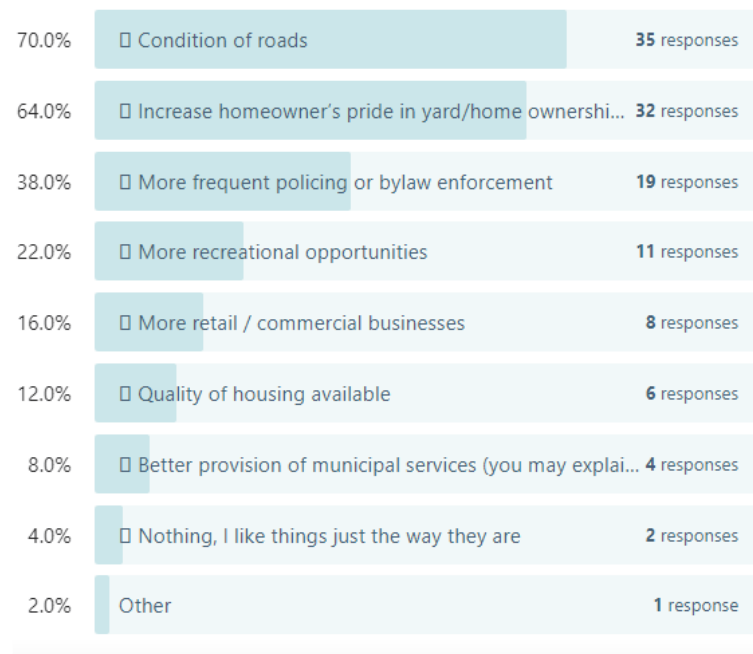 70.0% Condition of roads 35 responses
64.0% Increase homeowner's pride in yard/home ownershi... 32 responses
38.0% More frequent policing or bylaw enforcement 19 responses
22.0% More recreational opportunities 11 responses
16.0% More retail / commercial businesses 8 responses
12.0% Quality of housing available 6 responses
8.0% Better provision of municipal services (you may explai... 4 responses
4.0% Nothing, I like things just the way they are 2 responses
2.0% Other 1 response